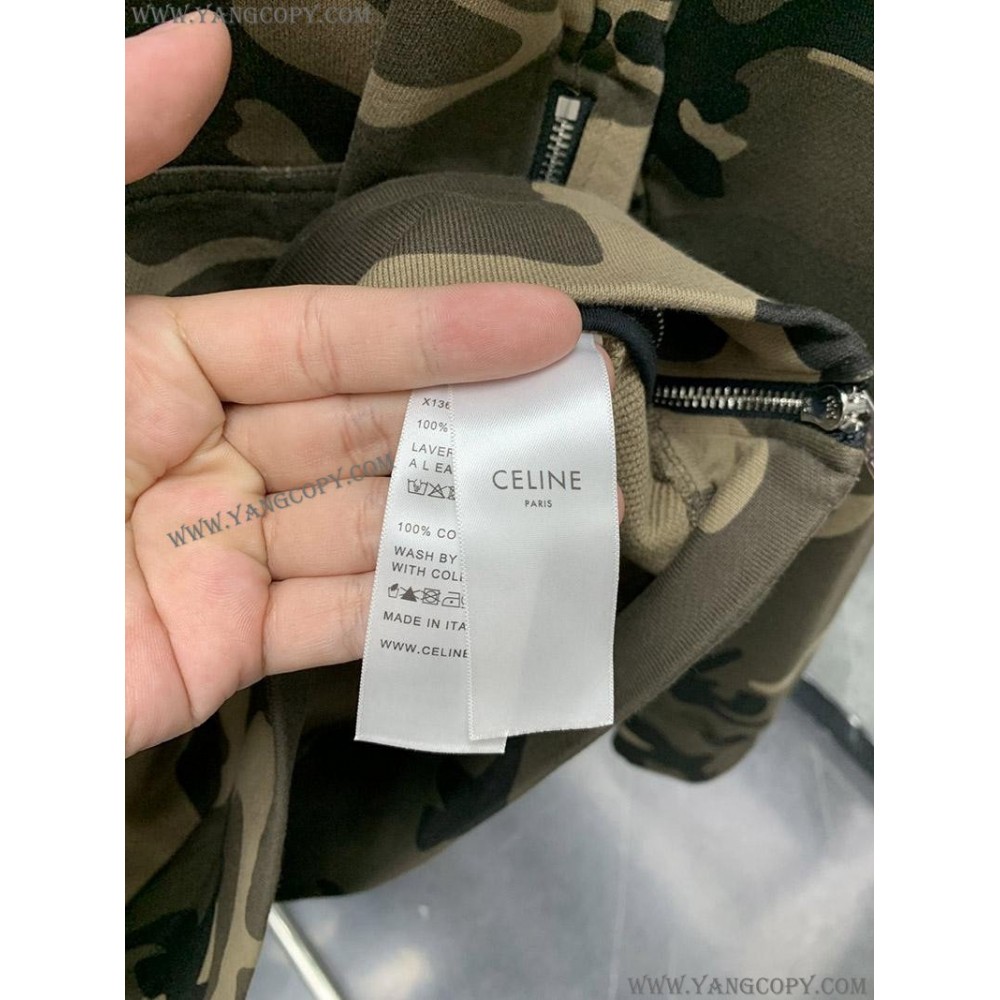 WWW.YANGCOPY.COM
X136
100%
LAVER
A L EA
100% CO
WASH BY
WITH COL
MADE IN ITA
WWW.CELINE
CELINE
PARIS
WWW.YANGCOPY.COM
WWW.YANGCOPY.COM